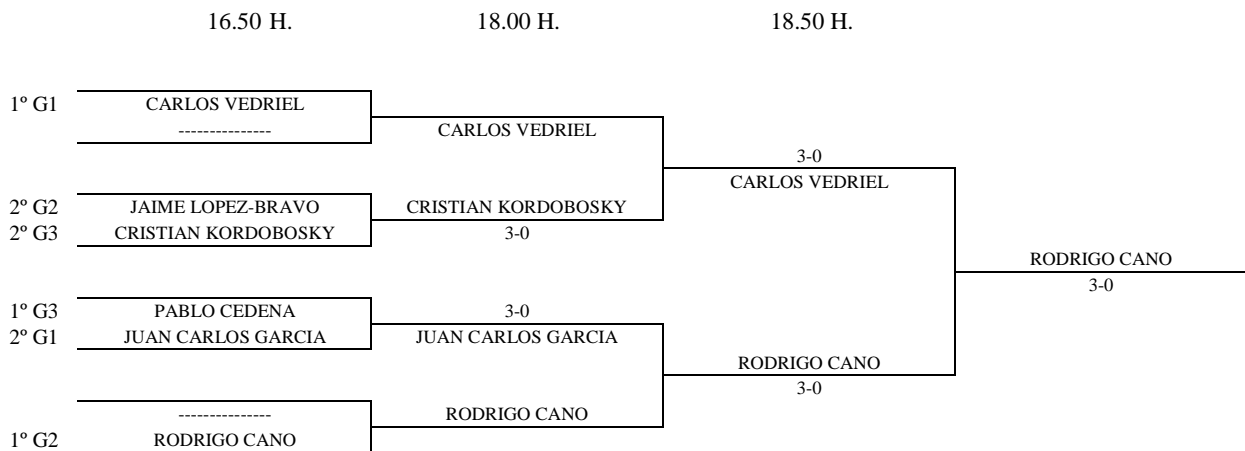 16.50 H. 18.00 H. 18.50 H.
1º G1 CARLOS VEDRIEL
---------------
CARLOS VEDRIEL
3-0
CARLOS VEDRIEL
2º G2 JAIME LOPEZ-BRAVO CRISTIAN KORDOBOSKY
2º G3 CRISTIAN KORDOBOSKY 3-0
RODRIGO CANO
3-0
1º G3 PABLO CEDENA 3-0
2º G1 JUAN CARLOS GARCIA JUAN CARLOS GARCIA
RODRIGO CANO
3-0
--------------- RODRIGO CANO
1º G2 RODRIGO CANO